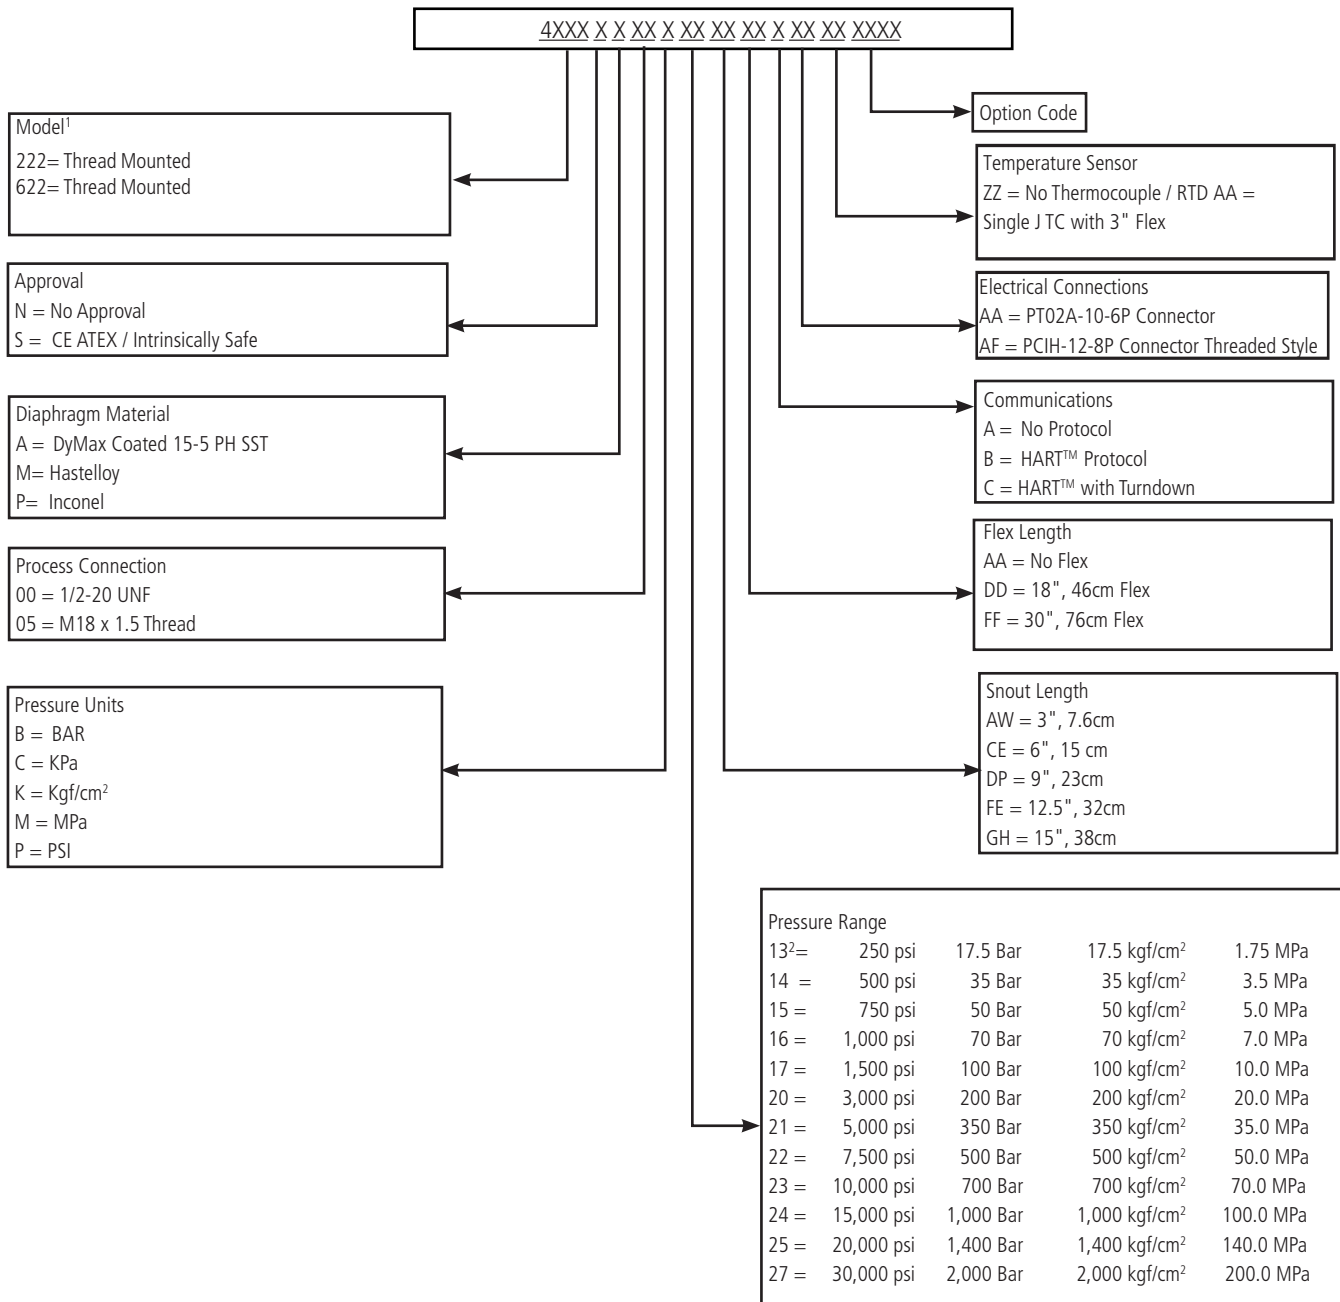 4XXX X X XX X XX XX XX X XX XX XXXX
Model1
222= Thread Mounted
622= Thread Mounted
Approval
N = No Approval
S = CE ATEX / Intrinsically Safe
Diaphragm Material
A = DyMax Coated 15-5 PH SST
M= Hastelloy
P= Inconel
Process Connection
00 = 1/2-20 UNF
05 = M18 x 1.5 Thread
Pressure Units
B = BAR
C = KPa
K = Kgf/cm2
M = MPa
P = PSI
Option Code
Temperature Sensor
ZZ = No Thermocouple / RTD AA =
Single J TC with 3" Flex
Electrical Connections
AA = PT02A-10-6P Connector
AF = PCIH-12-8P Connector Threaded Style
Communications
A = No Protocol
B = HART™ Protocol
C = HART™ with Turndown
Flex Length
AA = No Flex
DD = 18", 46cm Flex
FF = 30", 76cm Flex
Snout Length
AW = 3", 7.6cm
CE = 6", 15 cm
DP = 9", 23cm
FE = 12.5", 32cm
GH = 15", 38cm
Pressure Range
13²= 250 psi 17.5 Bar 17.5 kgf/cm² 1.75 MPa
14 = 500 psi 35 Bar 35 kgf/cm² 3.5 MPa
15 = 750 psi 50 Bar 50 kgf/cm² 5.0 MPa
16 = 1,000 psi 70 Bar 70 kgf/cm² 7.0 MPa
17 = 1,500 psi 100 Bar 100 kgf/cm² 10.0 MPa
20 = 3,000 psi 200 Bar 200 kgf/cm² 20.0 MPa
21 = 5,000 psi 350 Bar 350 kgf/cm² 35.0 MPa
22 = 7,500 psi 500 Bar 500 kgf/cm² 50.0 MPa
23 = 10,000 psi 700 Bar 700 kgf/cm² 70.0 MPa
24 = 15,000 psi 1,000 Bar 1,000 kgf/cm² 100.0 MPa
25 = 20,000 psi 1,400 Bar 1,400 kgf/cm² 140.0 MPa
27 = 30,000 psi 2,000 Bar 2,000 kgf/cm² 200.0 MPa